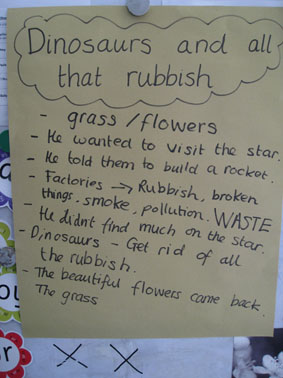 Dinosaurs and all
that rubbish
- grass / flowers
- He wanted to visit the star.
- He told them to build a rocket.
- Factories → Rubbish, broken
things, smoke, pollution. WASTE
- He didnt find much on the star.
- Dinosaurs - Get rid of all
the rubbish.
- The beautiful flowers came back.
The grass